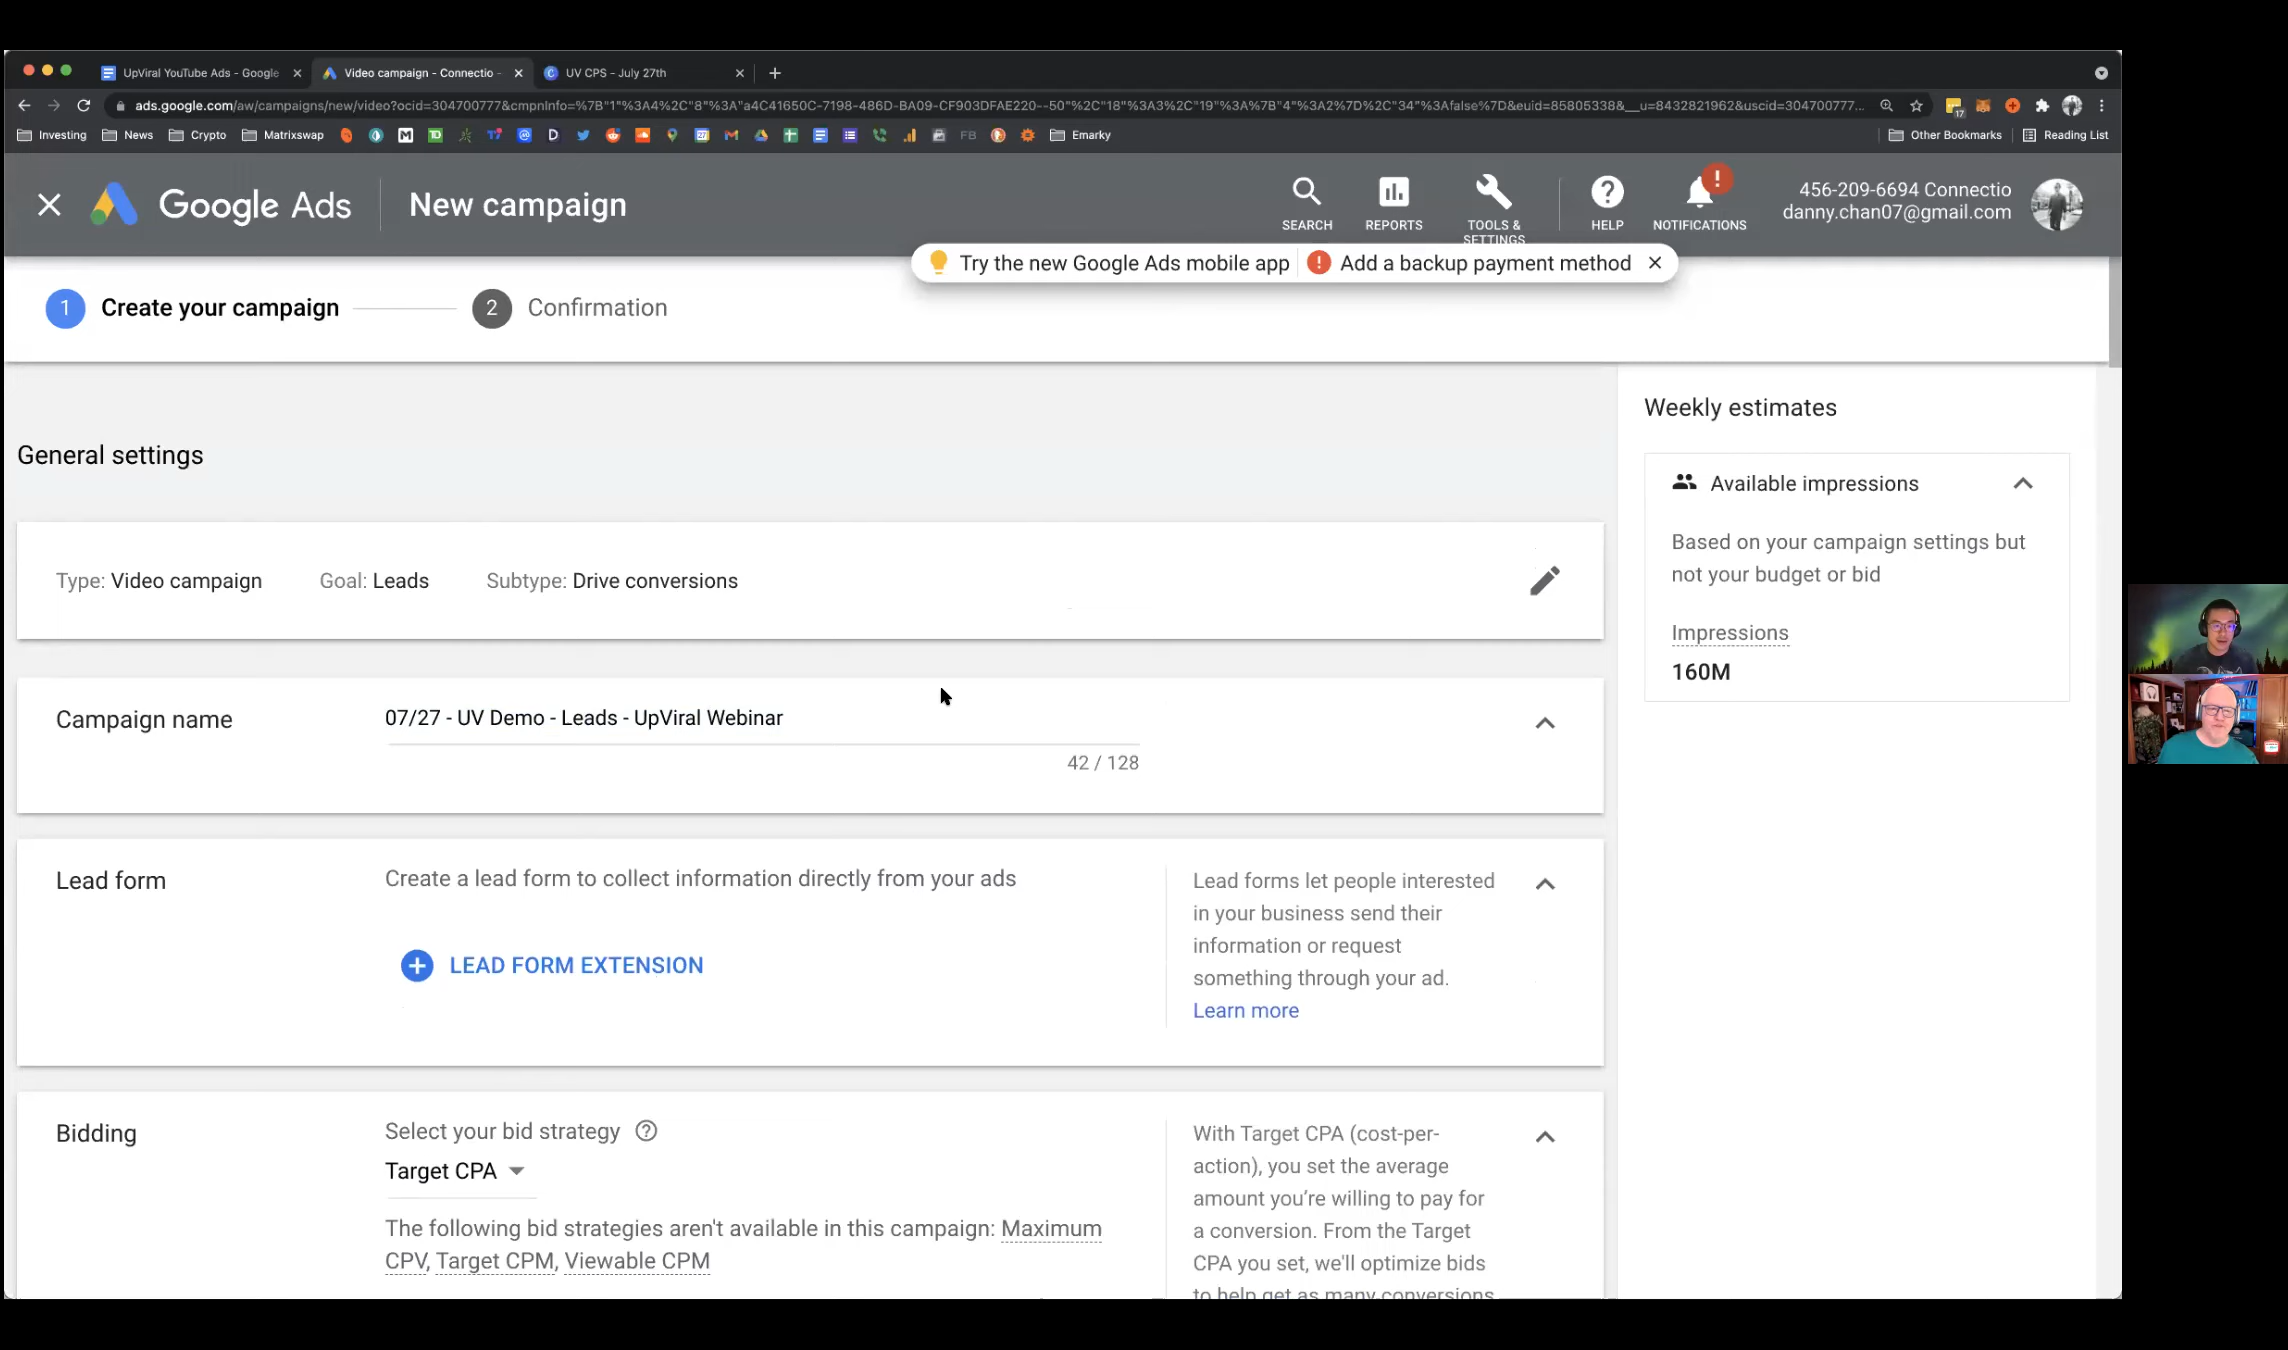 UpViral YouTube Ads - Google
Video campaign - Connectio -
UV CPS - July 27th
ads.google.com/aw/campaigns/new/video?ocid=304700777&cmpnInfo=%7B"1"%3A4%2C"8"%3A"a4C41650C-7198-486D-BA09-CF903DFAE220--50"%2C"18"%3A3%2C"19"%3A%7B"4"%3A2%7D%2C"34"%3Afalse%7D&euid=85805338&__u=8432821962&uscid=304700777...
17
Investing
News
Crypto
Matrixswap
FB
Emarky
Other Bookmarks
Reading List
Google Ads
New campaign
SEARCH
REPORTS
TOOLS &
SETTINGS
HELP
NOTIFICATIONS
456-209-6694 Connectio
danny.chan07@gmail.com
Try the new Google Ads mobile app
Add a backup payment method
1 Create your campaign
2 Confirmation
General settings
Type: Video campaign Goal: Leads Subtype: Drive conversions
Campaign name
07/27 - UV Demo - Leads - UpViral Webinar
42 / 128
Lead form
Create a lead form to collect information directly from your ads
LEAD FORM EXTENSION
Lead forms let people interested
in your business send their
information or request
something through your ad.
Learn more
Bidding
Select your bid strategy
Target CPA
The following bid strategies aren't available in this campaign: Maximum
CPV, Target CPM, Viewable CPM
With Target CPA (cost-per-
action), you set the average
amount you're willing to pay for
a conversion. From the Target
CPA you set, we'll optimize bids
to help get as many conversions
Weekly estimates
Available impressions
Based on your campaign settings but
not your budget or bid
Impressions
160M